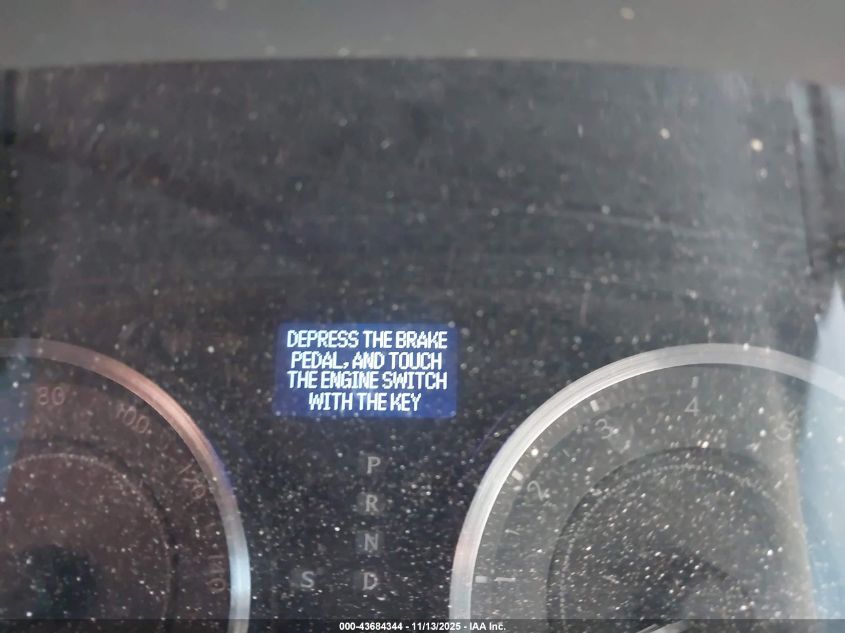 DEPRESS THE BRAKE
PEDAL, AND TOUCH
THE ENGINE SWITCH
WITH THE KEY
80
100
120
140
P
R
N
S D
1
2
3
4
000-43684344 - 11/13/2025 - IAA Inc.